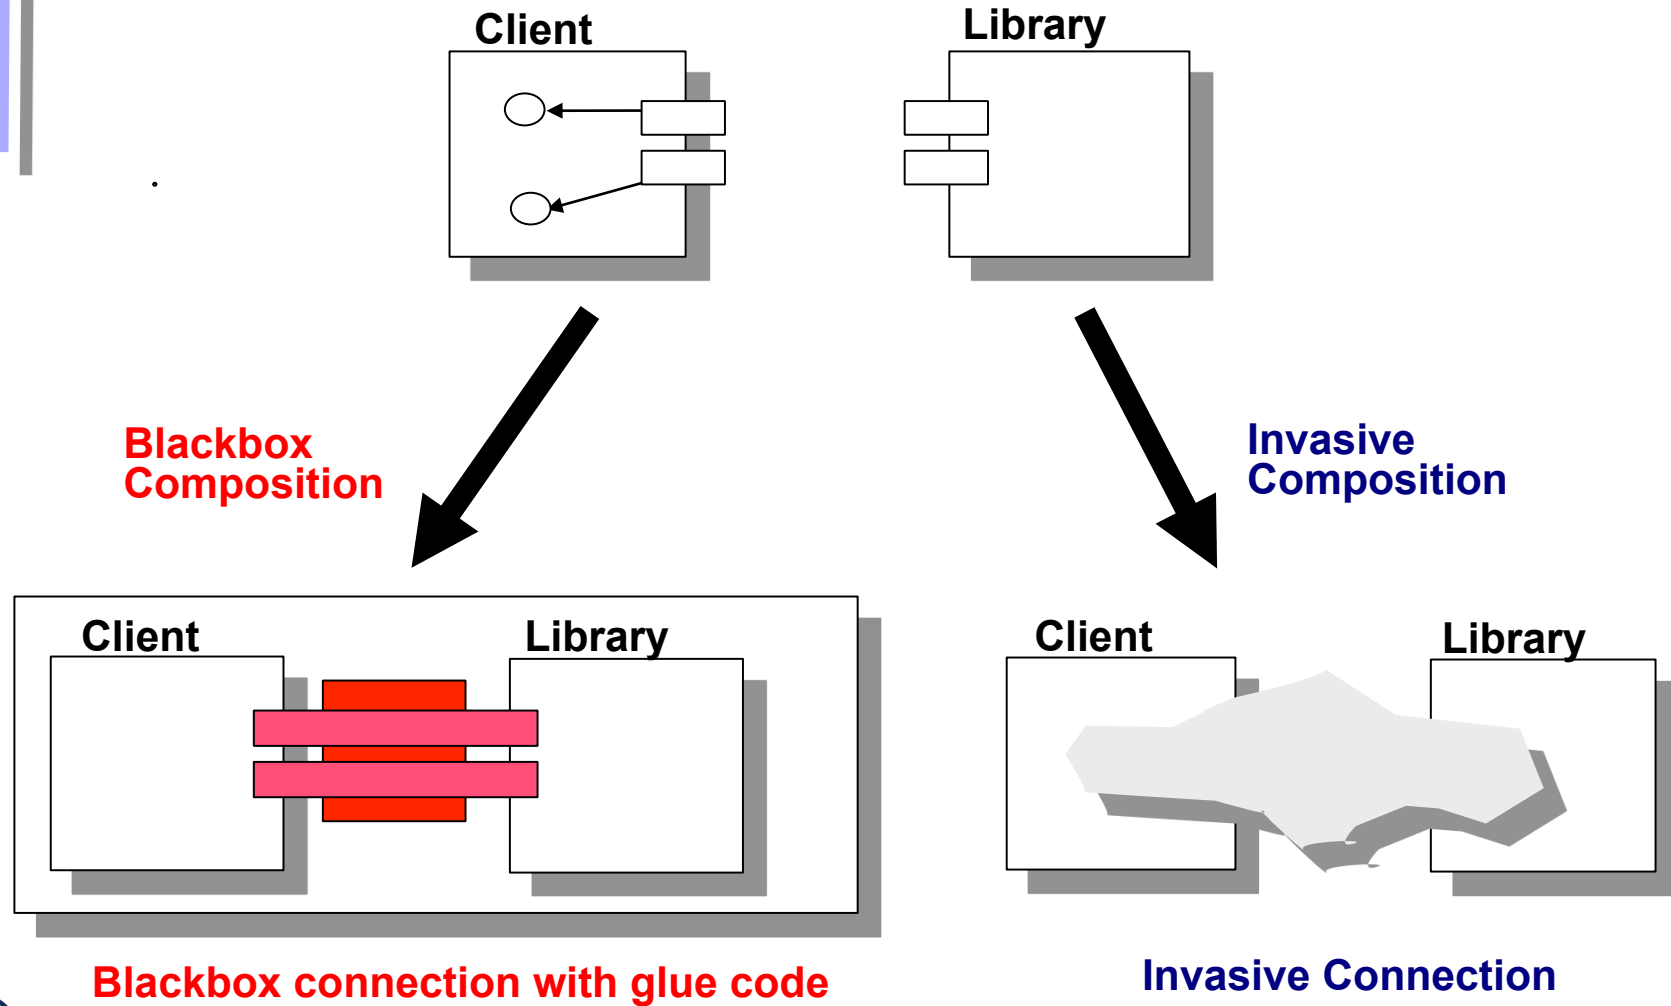 Client
Library
Blackbox
Composition
Invasive
Composition
Client
Library
Client
Library
Blackbox connection with glue code
Invasive Connection